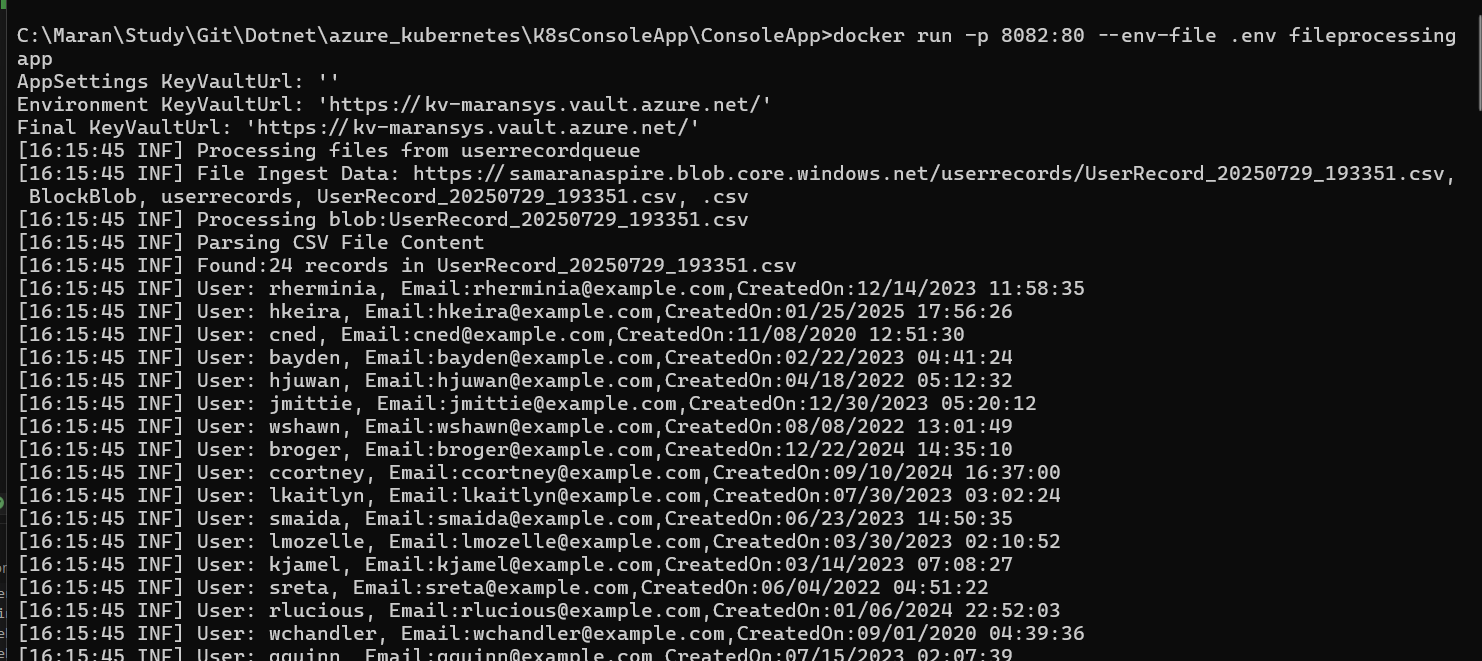 C:\Maran\Study\Git\Dotnet\azure_kubernetes\K8sConsoleApp\ConsoleApp>docker run -p 8082:80 --env-file .env fileprocessing
app
AppSettings KeyVaultUrl: ''
Environment KeyVaultUrl: 'https://kv-maransys.vault.azure.net/'
Final KeyVaultUrl: 'https://kv-maransys.vault.azure.net/'
[16:15:45 INF] Processing files from userrecordqueue
[16:15:45 INF] File Ingest Data: https://samaranaspire.blob.core.windows.net/userrecords/UserRecord_20250729_193351.csv,
 BlockBlob, userrecords, UserRecord_20250729_193351.csv, .csv
[16:15:45 INF] Processing blob:UserRecord_20250729_193351.csv
[16:15:45 INF] Parsing CSV File Content
[16:15:45 INF] Found:24 records in UserRecord_20250729_193351.csv
[16:15:45 INF] User: rherminia, Email:rherminia@example.com,CreatedOn:12/14/2023 11:58:35
[16:15:45 INF] User: hkeira, Email:hkeira@example.com,CreatedOn:01/25/2025 17:56:26
[16:15:45 INF] User: cned, Email:cned@example.com,CreatedOn:11/08/2020 12:51:30
[16:15:45 INF] User: bayden, Email:bayden@example.com,CreatedOn:02/22/2023 04:41:24
[16:15:45 INF] User: hjuwan, Email:hjuwan@example.com,CreatedOn:04/18/2022 05:12:32
[16:15:45 INF] User: jmittie, Email:jmittie@example.com,CreatedOn:12/30/2023 05:20:12
[16:15:45 INF] User: wshawn, Email:wshawn@example.com,CreatedOn:08/08/2022 13:01:49
[16:15:45 INF] User: broger, Email:broger@example.com,CreatedOn:12/22/2024 14:35:10
[16:15:45 INF] User: ccortney, Email:ccortney@example.com,CreatedOn:09/10/2024 16:37:00
[16:15:45 INF] User: lkaitlyn, Email:lkaitlyn@example.com,CreatedOn:07/30/2023 03:02:24
[16:15:45 INF] User: smaida, Email:smaida@example.com,CreatedOn:06/23/2023 14:50:35
[16:15:45 INF] User: lmozelle, Email:lmozelle@example.com,CreatedOn:03/30/2023 02:10:52
[16:15:45 INF] User: kjamel, Email:kjamel@example.com,CreatedOn:03/14/2023 07:08:27
[16:15:45 INF] User: sreta, Email:sreta@example.com,CreatedOn:06/04/2022 04:51:22
[16:15:45 INF] User: rlucious, Email:rlucious@example.com,CreatedOn:01/06/2024 22:52:03
[16:15:45 INF] User: wchandler, Email:wchandler@example.com,CreatedOn:09/01/2020 04:39:36
[16:15:45 INF] User: gquinn, Email:gquinn@example.com,CreatedOn:07/15/2023 02:07:39